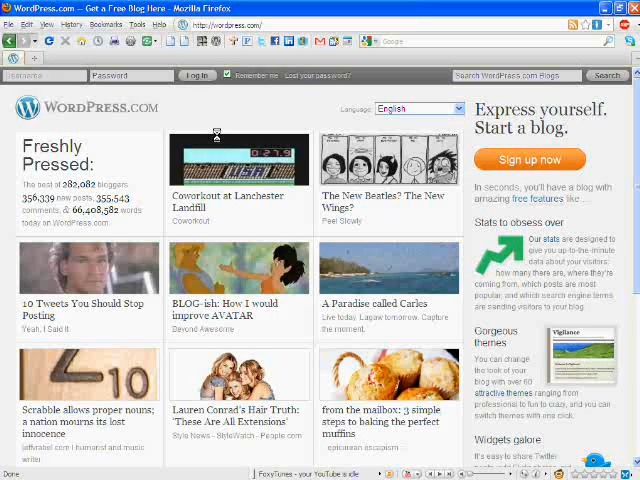 WordPress.com -- Get a Free Blog Here - Mozilla Firefox
File Edit View History Bookmarks Tools Help
http://wordpress.com/
Google
Username
Password
Log In
Remember me
Lost your password?
Search WordPress.com Blogs
Search
WORDPRESS.COM
Language:
English
Express yourself.
Start a blog.
Sign up now
In seconds, you'll have a blog with
amazing free features like...
Freshly
Pressed:
The best of 282,082 bloggers
356,339 new posts, 355,543
comments, & 66,408,582 words
today on WordPress.com
0:27.9
USA
Coworkout at Lanchester
Landfill
Coworkout
The New Beatles? The New
Wings?
Peel Slowly
10 Tweets You Should Stop
Posting
Yeah, I Said it
BLOG-ish: How I would
improve AVATAR
Beyond Awesome
A Paradise called Carles
Live today. Lagaw tomorrow. Capture
the moment.
Stats to obsess over
Our stats are designed to
give you up-to-the-minute
data about your visitors:
how many there are, where they're
coming from, which posts are most
popular, and which search engine terms
are sending visitors to your blog
Gorgeous
themes
Vigilance
You can change
the look of your
blog with over 60
attractive themes ranging from
professional to fun to crazy, and you can
switch themes with one click.
Z 10
Scrabble allows proper nouns;
a nation mourns its lost
innocence
jeffvrabel.com I humorist and music
writer
Lauren Conrad's Hair Truth:
'These Are All Extensions'
Style News - StyleWatch - People.com
from the mailbox: 3 simple
steps to baking the perfect
muffins
epicurean escapism
Widgets galore
It's easy to share Twitter
Done
FoxyTunes - your YouTube is idle